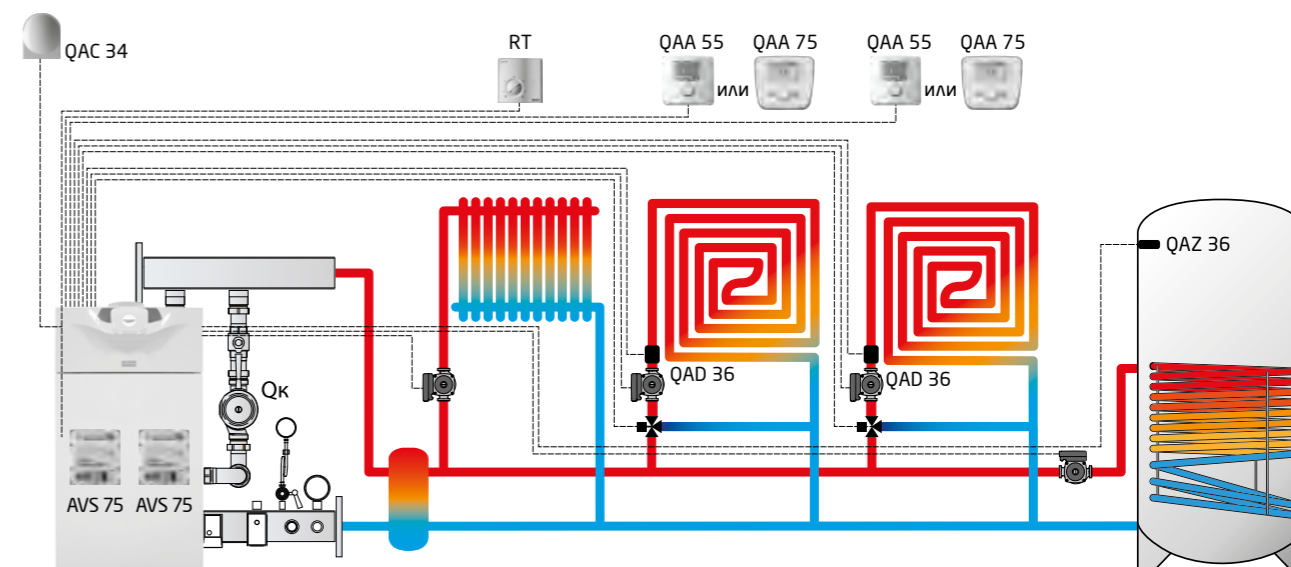 QAC 34
RT
QAA 55
или
QAA 75
QAA 55
или
QAA 75
QAZ 36
QAD 36
QAD 36
Qк
AVS 75
AVS 75